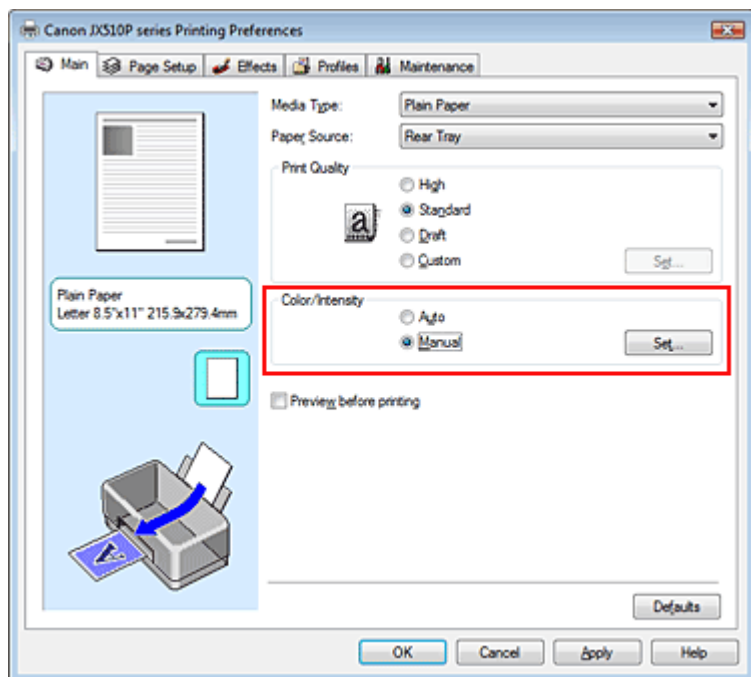 Canon JX510P series Printing Preferences
Main Page Setup Effects Profiles Maintenance
Media Type: Plain Paper
Paper Source: Rear Tray
Print Quality
High
a Standard
Draft
Custom Set...
Plain Paper
Letter 8.5"x11" 215.9x279.4mm
Color/Intensity
Auto
Manual Set...
Preview before printing
A
Defaults
OK Cancel Apply Help